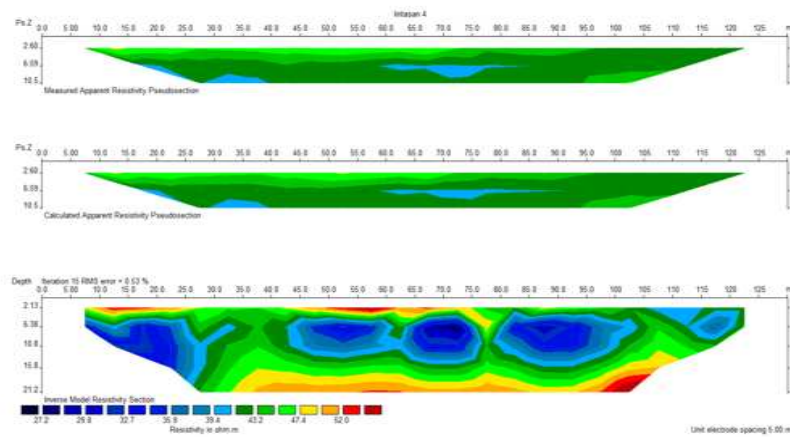 lintasan 4
Ps.Z 0.0 5.00 10.0 15.0 20.0 25.0 30.0 35.0 40.0 45.0 50.0 55.0 60.0 65.0 70.0 75.0 80.0 85.0 90.0 95.0 105 110 115 120 125 m
2.60
6.09
10.5
Measured Apparent Resistivity Pseudosection
Ps.Z 0.0 5.00 10.0 15.0 20.0 25.0 30.0 35.0 40.0 45.0 50.0 55.0 60.0 65.0 70.0 75.0 80.0 85.0 90.0 95.0 105 110 115 120 125 m
2.60
6.09
10.5
Calculated Apparent Resistivity Pseudosection
Depth Iteration 15 RMS error = 0.53 %
0.0 5.00 10.0 15.0 20.0 25.0 30.0 35.0 40.0 45.0 50.0 55.0 60.0 65.0 70.0 75.0 80.0 85.0 90.0 95.0 105 110 115 120 125 m
2.13
6.38
10.8
15.8
21.2
Inverse Model Resistivity Section
27.2 29.8 32.7 35.9 39.4 43.2 47.4 52.0
Resistivity in ohm.m
Unit electrode spacing 5.00 m